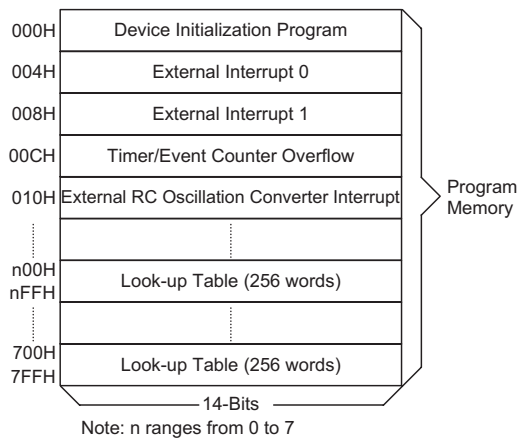 000H Device Initialization Program
004H External Interrupt 0
008H External Interrupt 1
00CH Timer/Event Counter Overflow
010H External RC Oscillation Converter Interrupt
Program
Memory
n00H
nFFH
Look-up Table (256 words)
700H
7FFH
Look-up Table (256 words)
14-Bits
Note: n ranges from 0 to 7